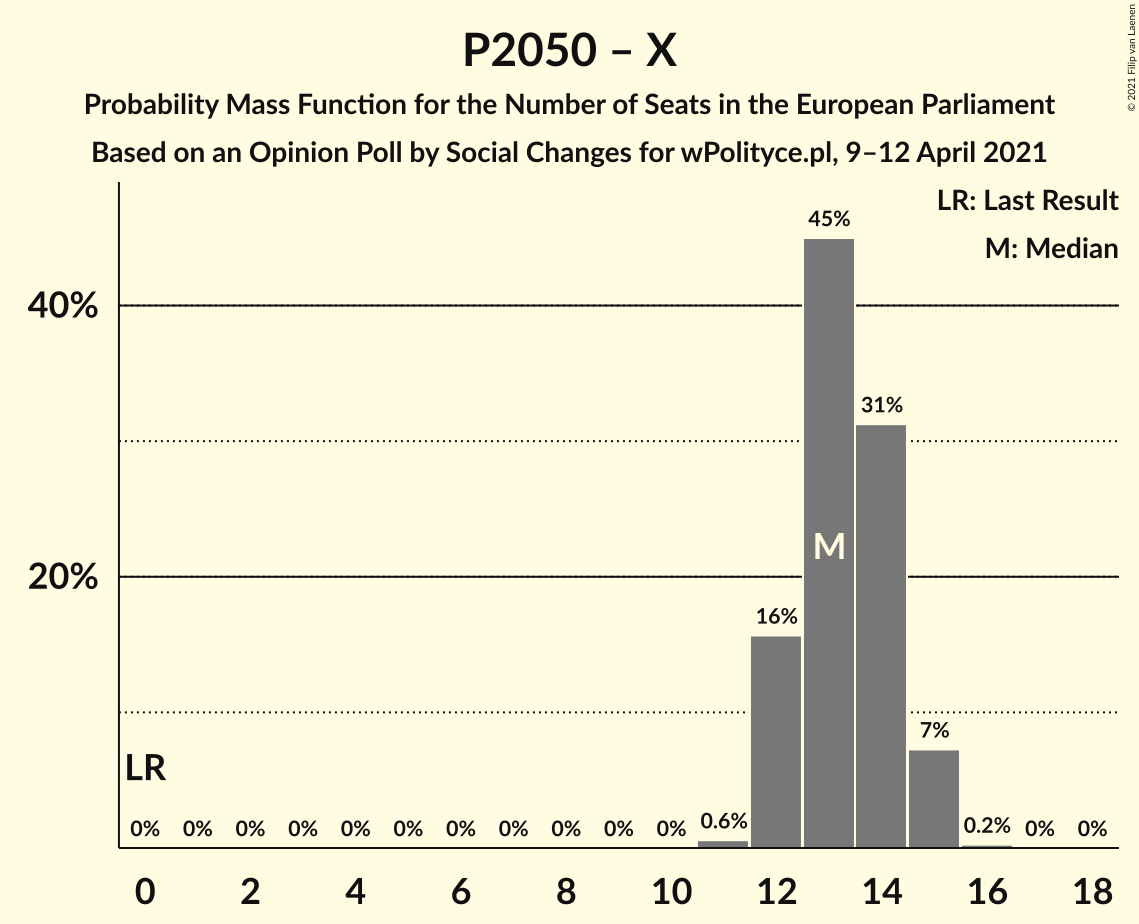 P2050 – X
Probability Mass Function for the Number of Seats in the European Parliament
Based on an Opinion Poll by Social Changes for wPolityce.pl, 9–12 April 2021
© 2021 Filip van Laenen
LR: Last Result
M: Median
45%
40%
31%
M
20%
16%
7%
LR
0% 0% 0% 0% 0% 0% 0% 0% 0% 0% 0% 0.6% 0.2% 0% 0%
0 2 4 6 8 10 12 14 16 18